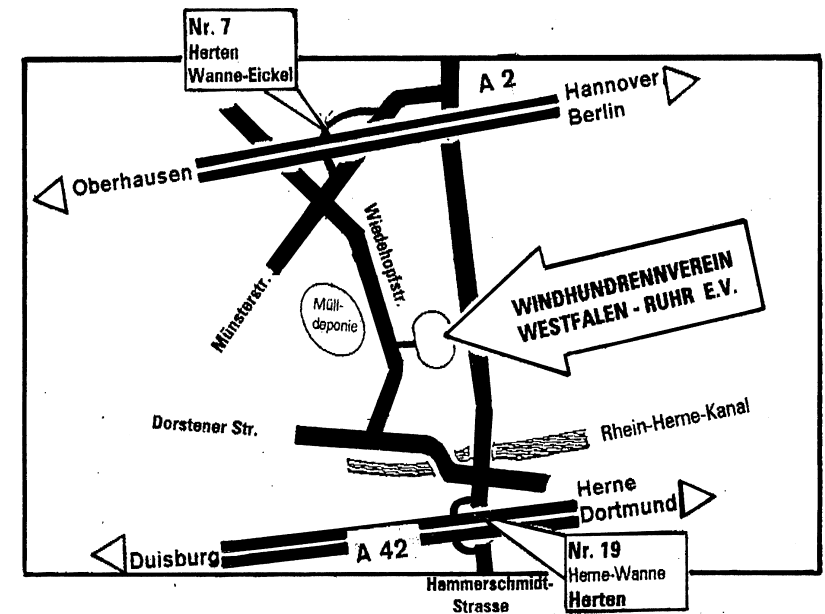 Nr. 7
Herten
Wanne-Eickel
A 2
Hannover
Berlin
Oberhausen
Wiedehopfstr.
Münsterstr.
Müll-
deponie
WINDHUNDRENNVEREIN
WESTFALEN - RUHR E.V.
Dorstener Str.
Rhein-Herne-Kanal
Herne
Dortmund
Duisburg
A 42
Nr. 19
Herne-Wanne
Herten
Hammerschmidt-
Strasse